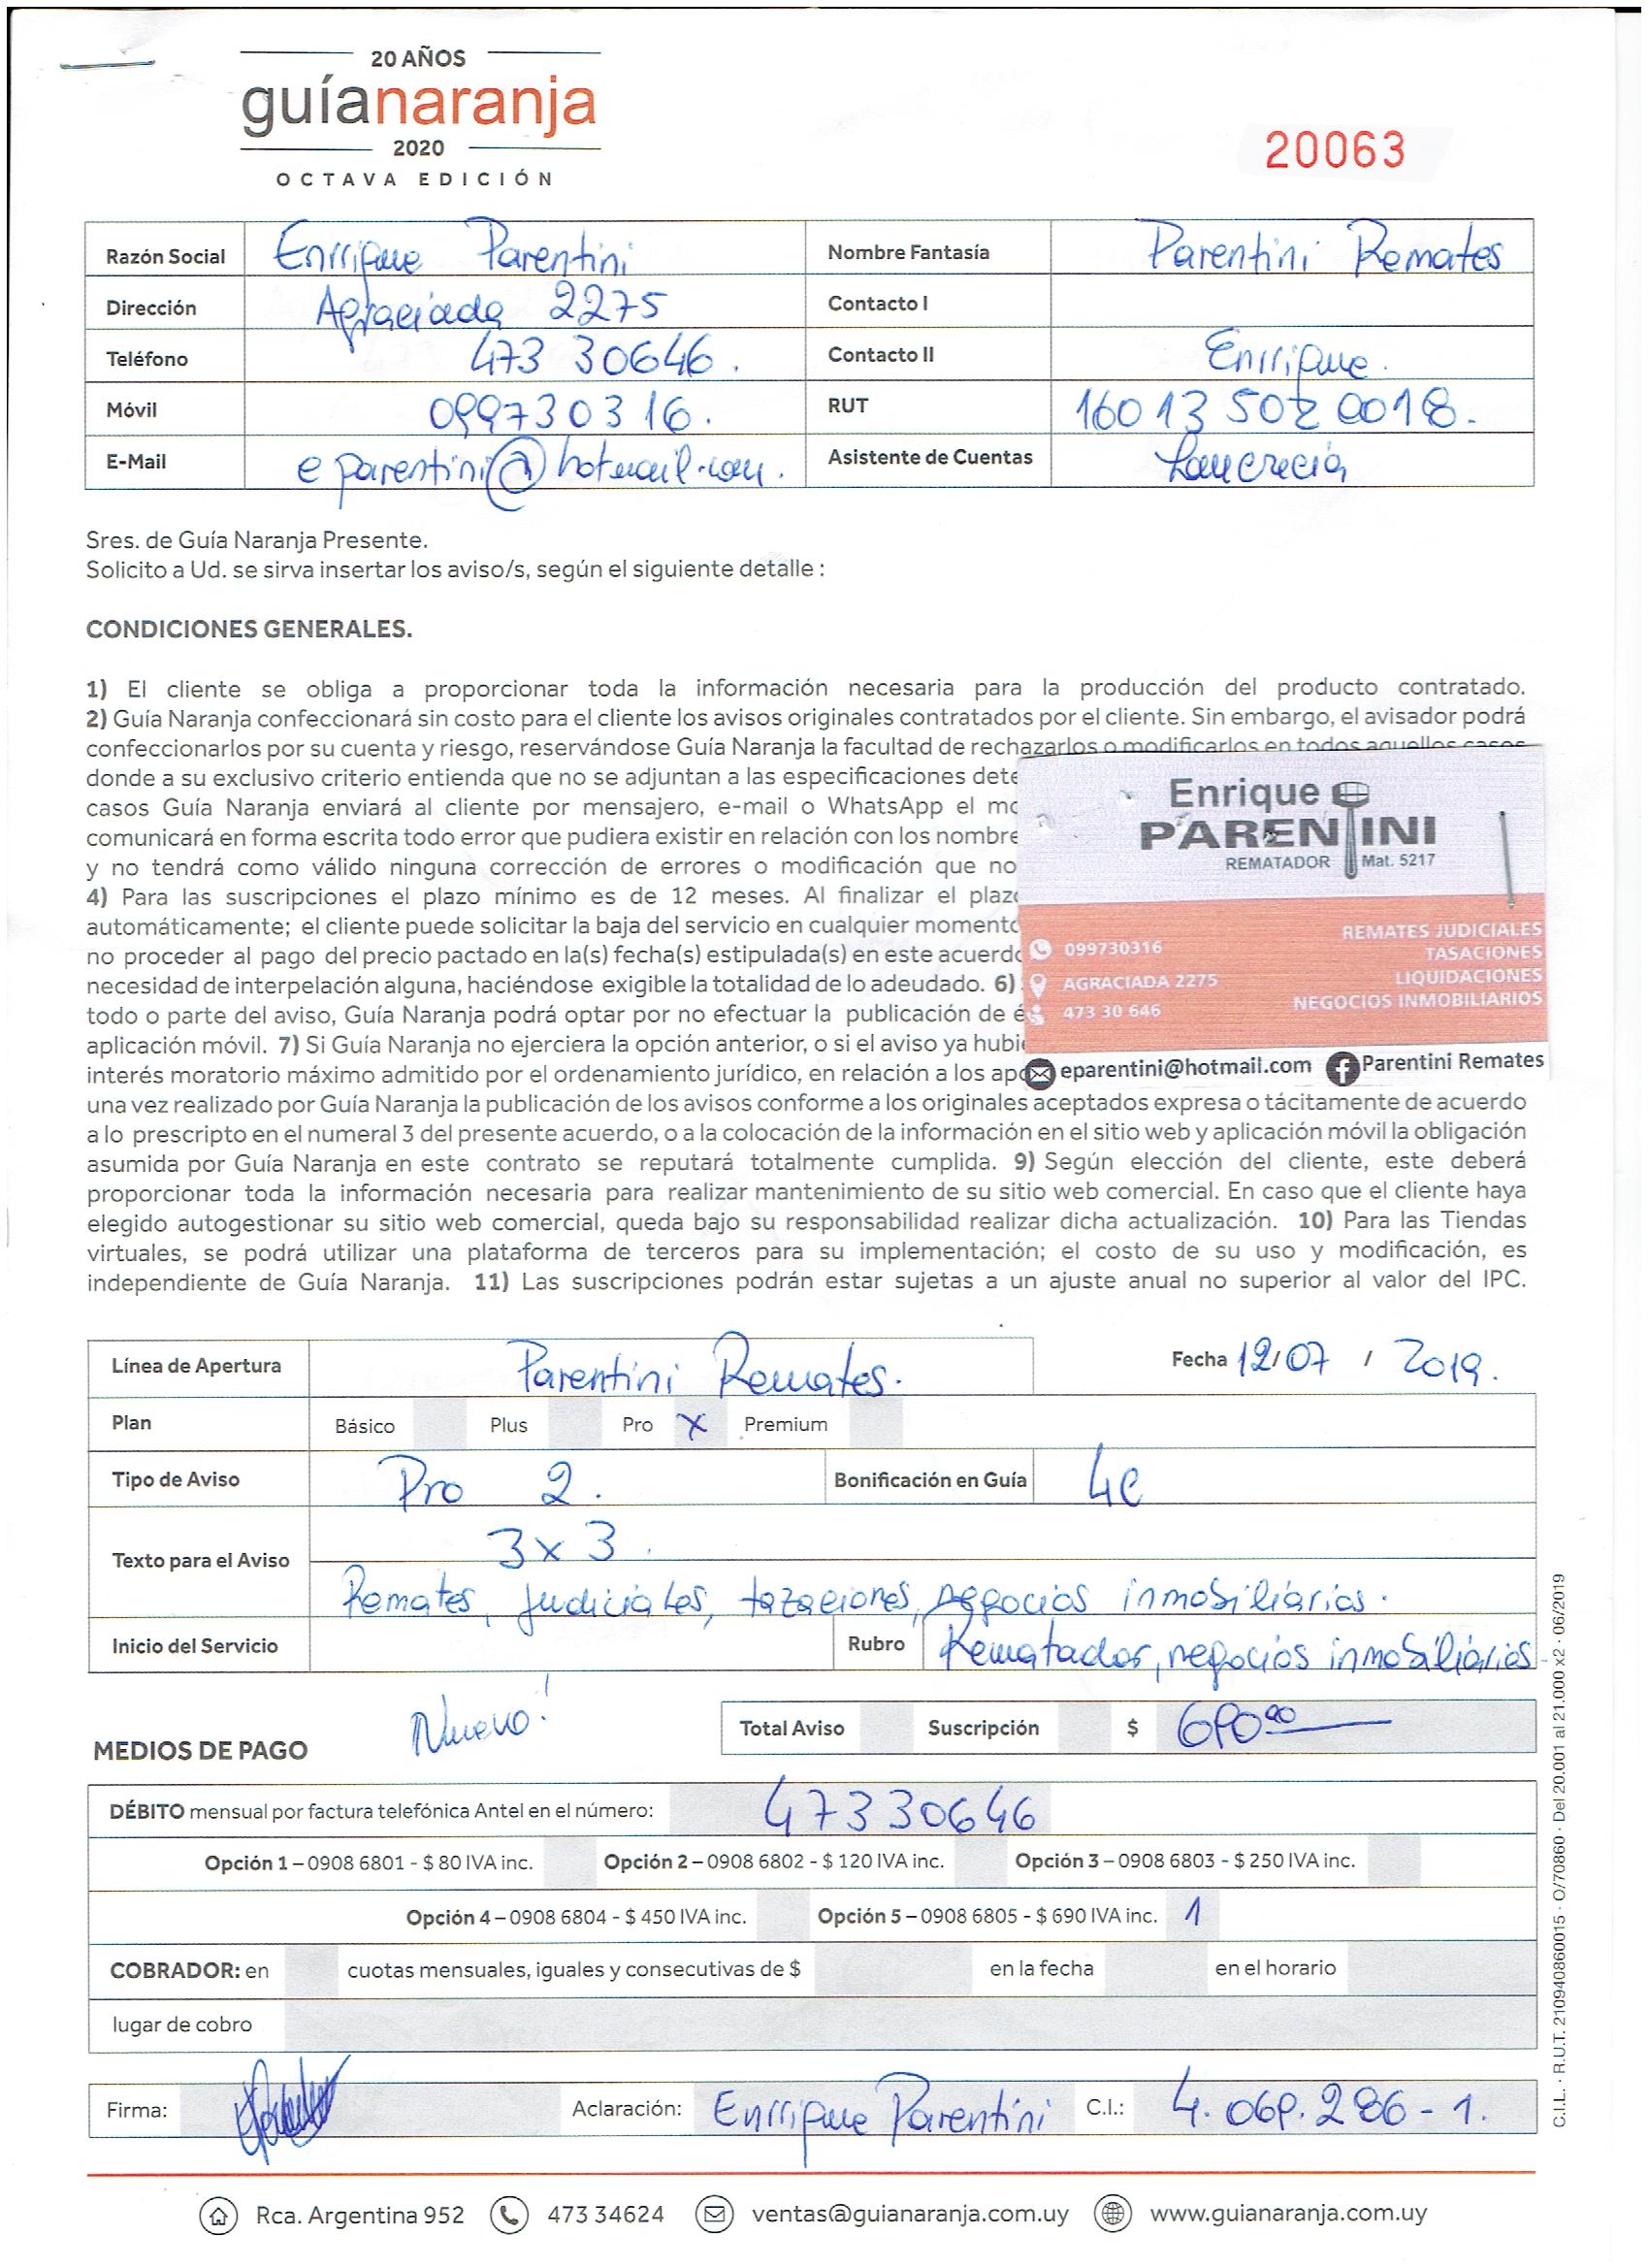 20 AÑOS
guíanaranja
2020
OCTAVA EDICIÓN
20063
Razón Social Enrrique Parentini Nombre Fantasía Parentini Remates
Dirección Agraciada 2275 Contacto I
Teléfono 473 30646. Contacto II Enrrique.
Móvil 099730316. RUT 160135020018.
E-Mail eparentini@hotmail.com. Asistente de Cuentas
Sres. de Guía Naranja Presente.
Solicito a Ud. se sirva insertar los aviso/s, según el siguiente detalle :
CONDICIONES GENERALES.
1) El cliente se obliga a proporcionar toda la información necesaria para la producción del producto contratado.
2) Guía Naranja confeccionará sin costo para el cliente los avisos originales contratados por el cliente. Sin embargo, el avisador podrá
confeccionarlos por su cuenta y riesgo, reservándose Guía Naranja la facultad de rechazarlos o modificarlos en todos aquellos casos
donde a su exclusivo criterio entienda que no se adjuntan a las especificaciones dete
casos Guía Naranja enviará al cliente por mensajero, e-mail o WhatsApp el mo
comunicará en forma escrita todo error que pudiera existir en relación con los nombre
y no tendrá como válido ninguna corrección de errores o modificación que no
4) Para las suscripciones el plazo mínimo es de 12 meses. Al finalizar el plazo
automáticamente; el cliente puede solicitar la baja del servicio en cualquier momento
no proceder al pago del precio pactado en la(s) fecha(s) estipulada(s) en este acuerdo
necesidad de interpelación alguna, haciéndose exigible la totalidad de lo adeudado. 6)
todo o parte del aviso, Guía Naranja podrá optar por no efectuar la publicación de é
aplicación móvil. 7) Si Guía Naranja no ejerciera la opción anterior, o si el aviso ya hubi
interés moratorio máximo admitido por el ordenamiento jurídico, en relación a los apo
una vez realizado por Guía Naranja la publicación de los avisos conforme a los originales aceptados expresa o tácitamente de acuerdo
a lo prescripto en el numeral 3 del presente acuerdo, o a la colocación de la información en el sitio web y aplicación móvil la obligación
asumida por Guía Naranja en este contrato se reputará totalmente cumplida. 9) Según elección del cliente, este deberá
proporcionar toda la información necesaria para realizar mantenimiento de su sitio web comercial. En caso que el cliente haya
elegido autogestionar su sitio web comercial, queda bajo su responsabilidad realizar dicha actualización. 10) Para las Tiendas
virtuales, se podrá utilizar una plataforma de terceros para su implementación; el costo de su uso y modificación, es
independiente de Guía Naranja. 11) Las suscripciones podrán estar sujetas a un ajuste anual no superior al valor del IPC.
Enrique
PARENTINI
REMATADOR Mat. 5217
REMATES JUDICIALES
099730316 TASACIONES
AGRACIADA 2275 LIQUIDACIONES
473 30 646 NEGOCIOS INMOBILIARIOS
eparentini@hotmail.com Parentini Remates
Línea de Apertura Parentini Remates. Fecha 12/07 / 2019.
Plan Básico Plus Pro X Premium
Tipo de Aviso Pro 2. Bonificación en Guía 4C
Texto para el Aviso 3x3.
Remates, Judiciales, tazaciones, negocios inmobiliários.
Inicio del Servicio Rubro Rematador, negocios inmobiliários
Nuevo!
MEDIOS DE PAGO Total Aviso Suscripción $ 690 00
DÉBITO mensual por factura telefónica Antel en el número: 47330646
Opción 1 – 0908 6801 - $ 80 IVA inc. Opción 2 – 0908 6802 - $ 120 IVA inc. Opción 3 – 0908 6803 - $ 250 IVA inc.
Opción 4 – 0908 6804 - $ 450 IVA inc. Opción 5 – 0908 6805 - $ 690 IVA inc. 1
COBRADOR: en cuotas mensuales, iguales y consecutivas de $ en la fecha en el horario
lugar de cobro
Firma: Aclaración: Enrrique Parentini C.I.: 4.069.286-1.
Rca. Argentina 952 473 34624 ventas@guianaranja.com.uy www.guianaranja.com.uy
C.I.L. · R.U.T. 210940860015 · O/70860 · Del 20.001 al 21.000 x2 · 06/2019